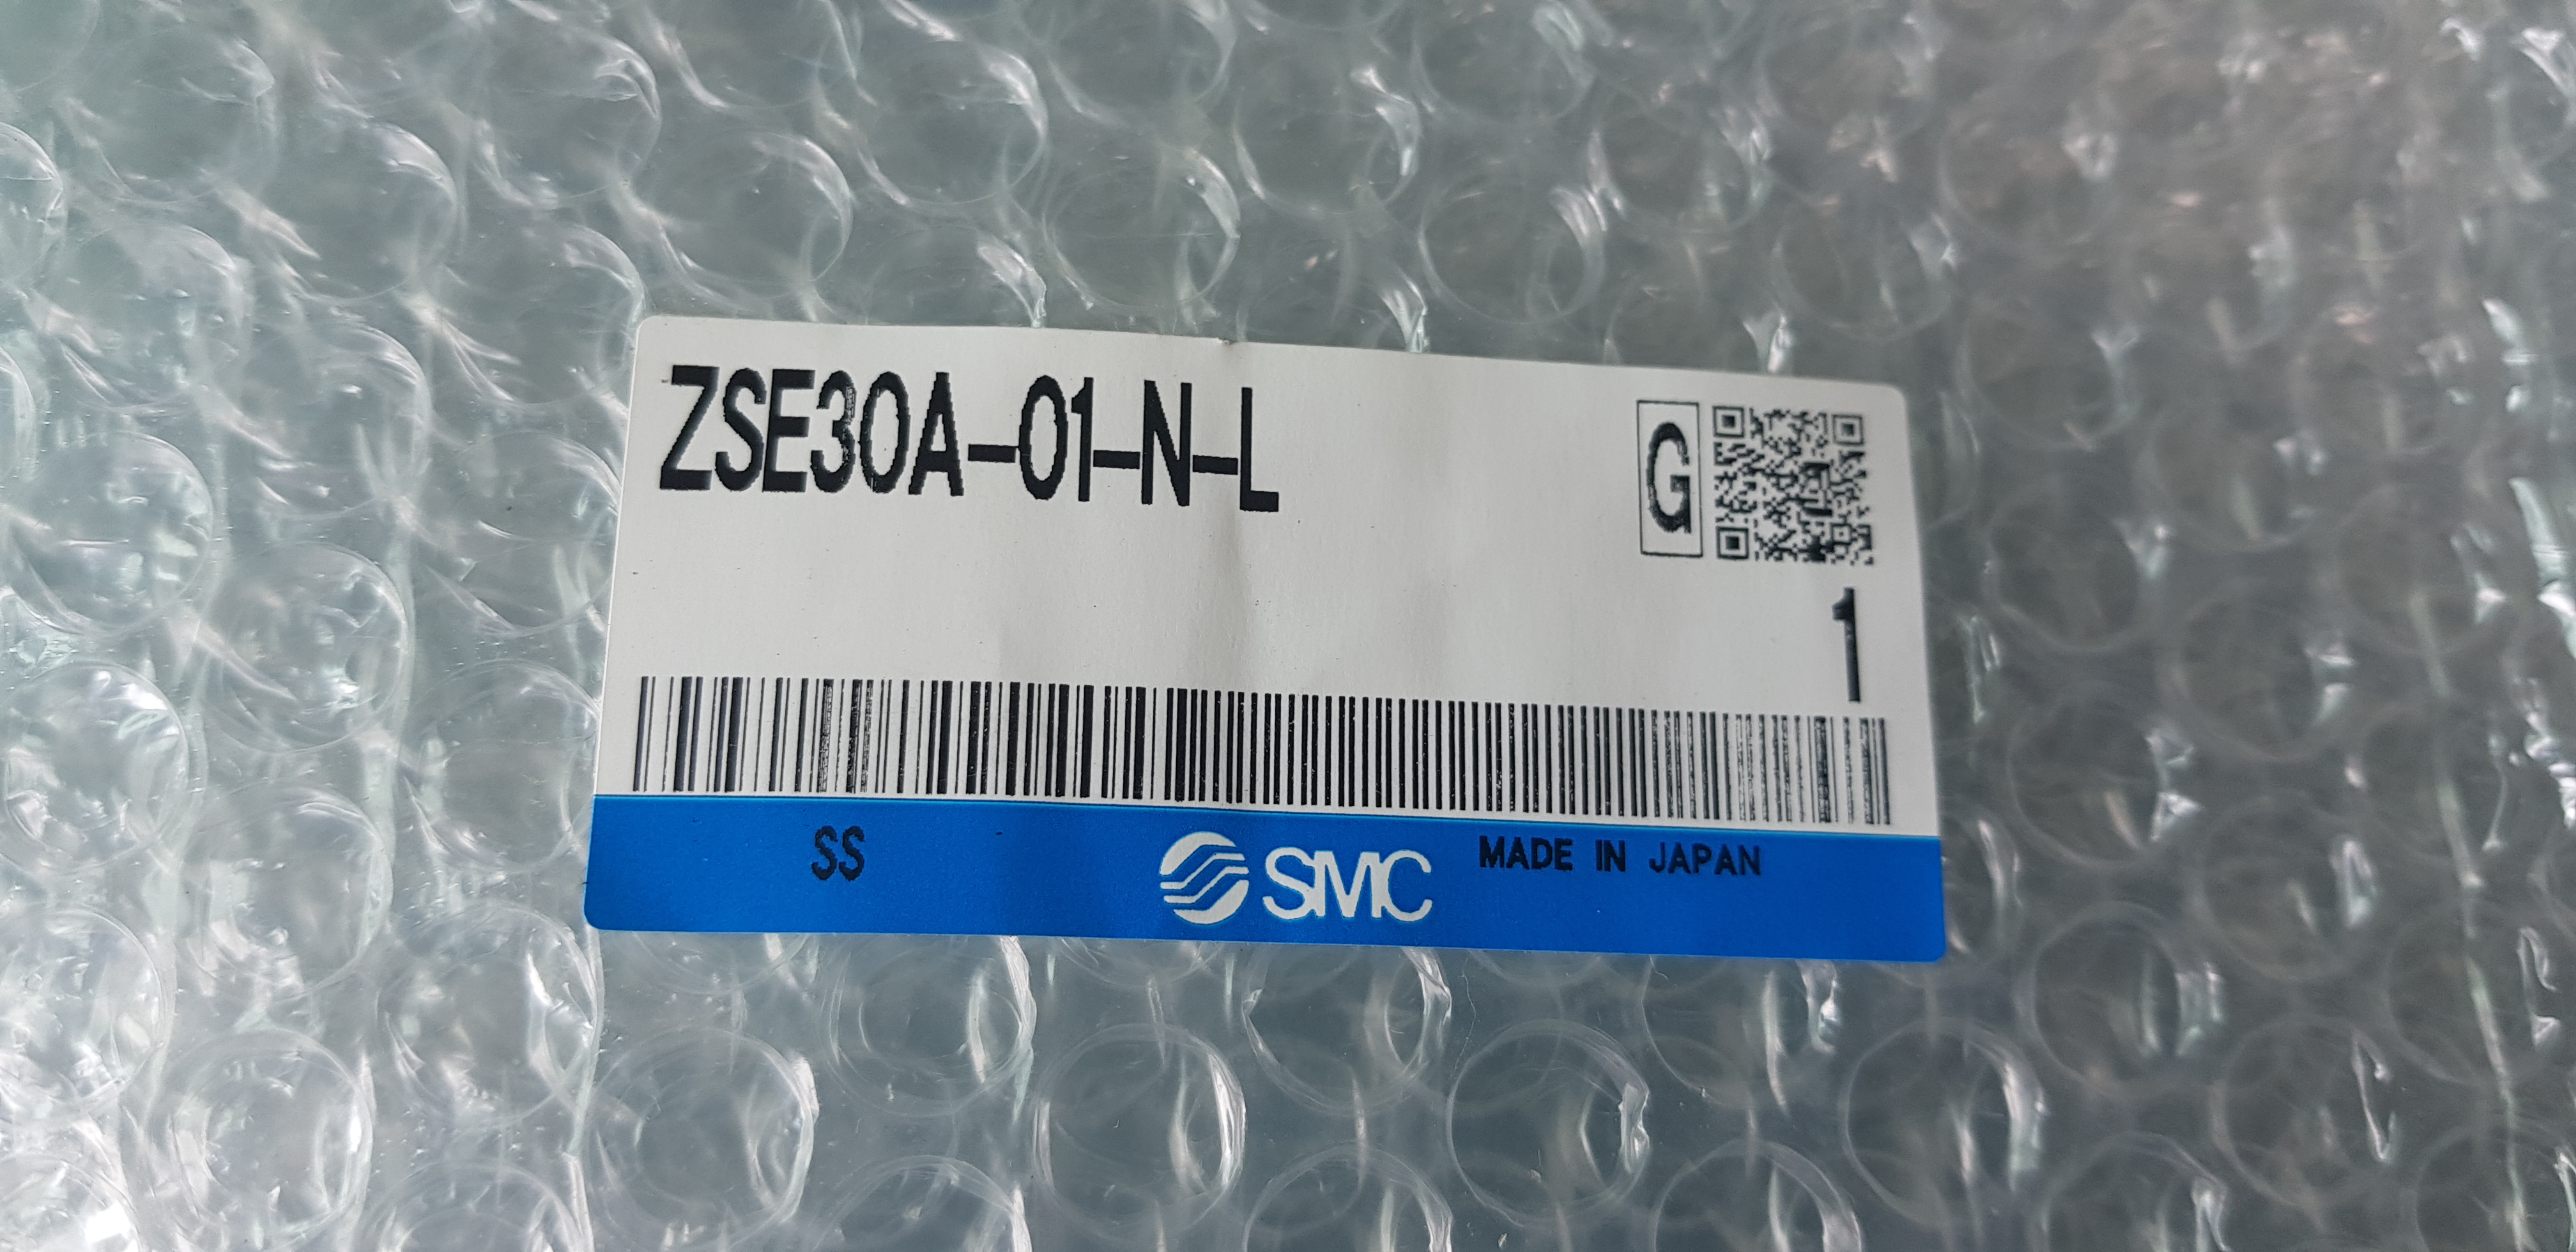 ZSE30A-01-N-L
G
1
SS
SMC
MADE IN JAPAN